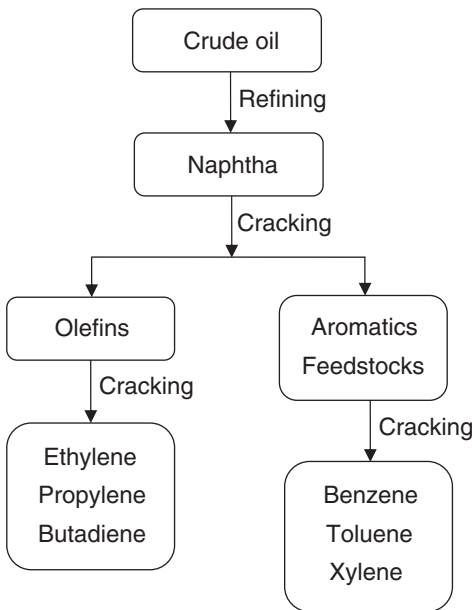 Crude oil
Refining
Naphtha
Cracking
Olefins
Aromatics
Feedstocks
Cracking
Cracking
Ethylene
Propylene
Butadiene
Benzene
Toluene
Xylene